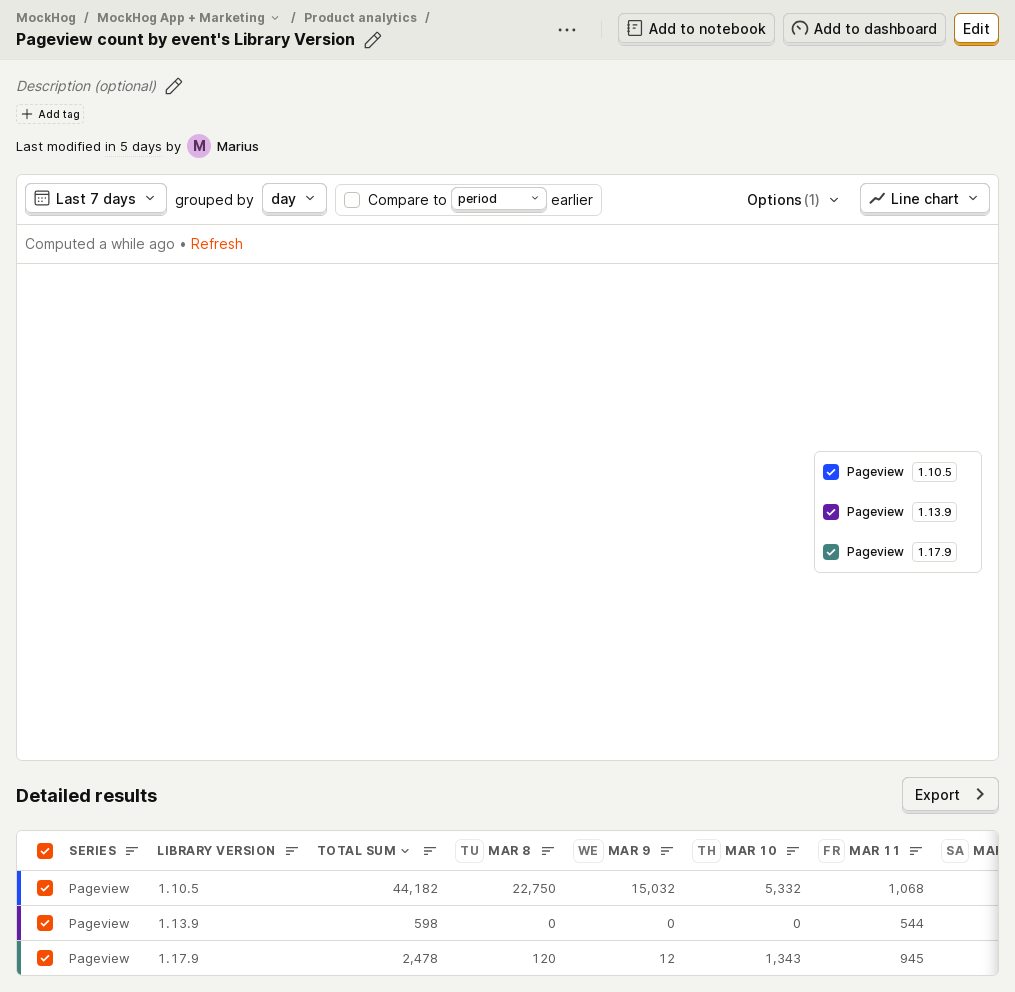 MockHog / MockHog App + Marketing / Product analytics /
Pageview count by event's Library Version
Add to notebook
Add to dashboard
Edit
Description (optional)
Add tag
Last modified in 5 days by M Marius
Last 7 days grouped by day Compare to period earlier Options (1) Line chart
Computed a while ago • Refresh
Pageview 1.10.5
Pageview 1.13.9
Pageview 1.17.9
Detailed results
Export
SERIES LIBRARY VERSION TOTAL SUM TU MAR 8 WE MAR 9 TH MAR 10 FR MAR 11 SA
Pageview 1.10.5 44,182 22,750 15,032 5,332 1,068
Pageview 1.13.9 598 0 0 0 544
Pageview 1.17.9 2,478 120 12 1,343 945